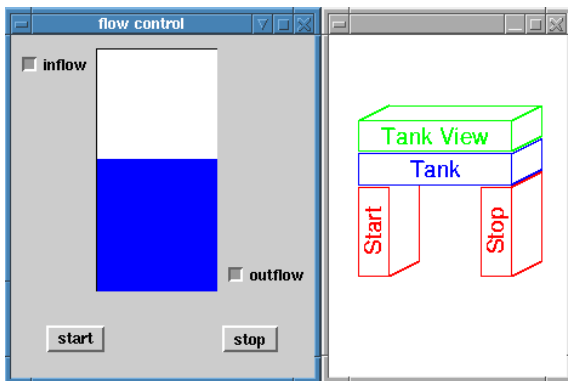 flow control
inflow
outflow
start
stop
Tank View
Tank
Start
Stop